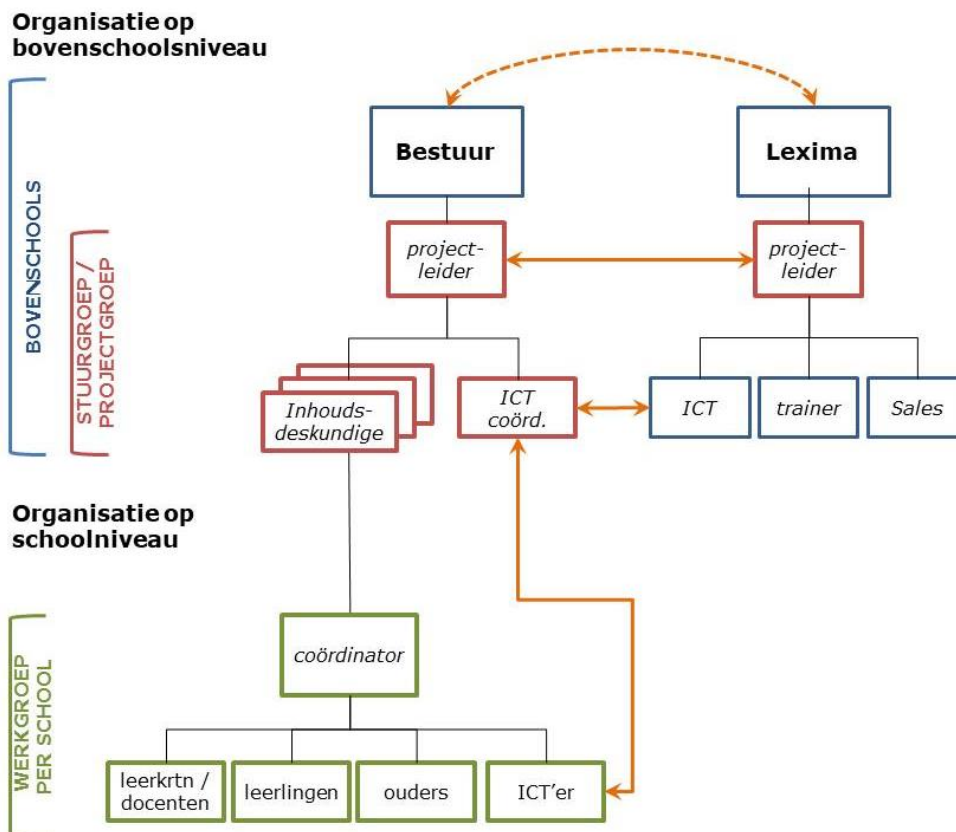 Organisatie op
bovenschoolsniveau
BOVENSCHOOLS
STUURGROEP /
PROJECTGROEP
Bestuur
Lexima
project-
leider
project-
leider
Inhouds-
deskundige
ICT
coörd.
ICT
trainer
Sales
Organisatie op
schoolniveau
WERKGROEP
PER SCHOOL
coördinator
leerkrtn /
docenten
leerlingen
ouders
ICT'er